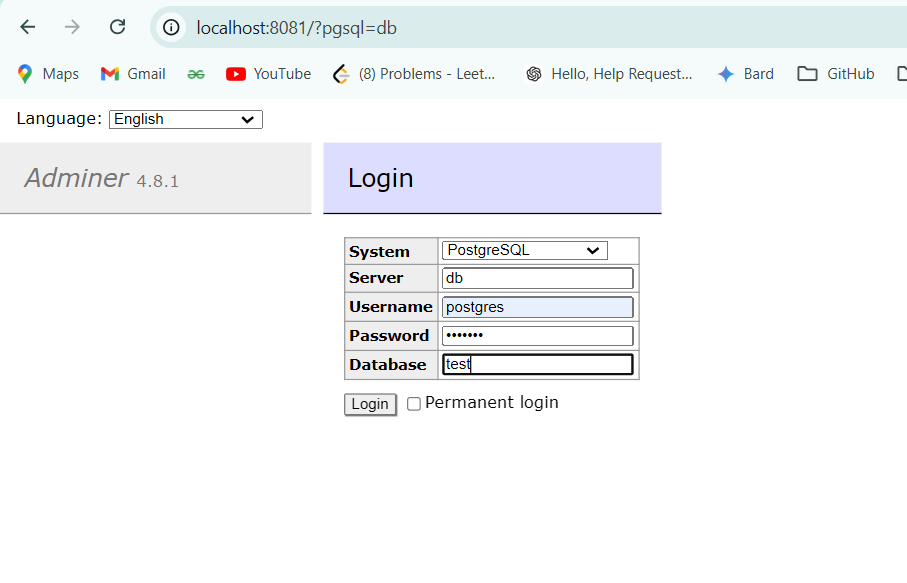 localhost:8081/?pgsql=db
Maps Gmail YouTube (8) Problems - Leet... Hello, Help Request... Bard GitHub
Language: English
Adminer 4.8.1
Login
System PostgreSQL
Server db
Username postgres
Password •••••••
Database test
Login Permanent login